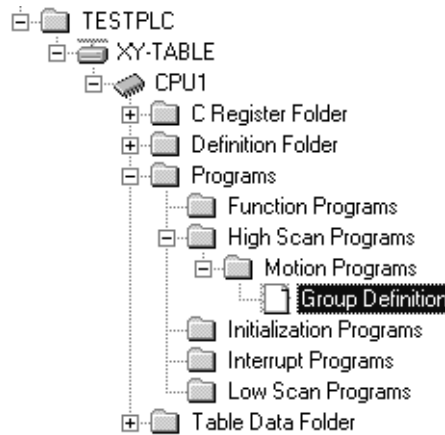 TESTPLC
XY-TABLE
CPU1
C Register Folder
Definition Folder
Programs
Function Programs
High Scan Programs
Motion Programs
Group Definition
Initialization Programs
Interrupt Programs
Low Scan Programs
Table Data Folder